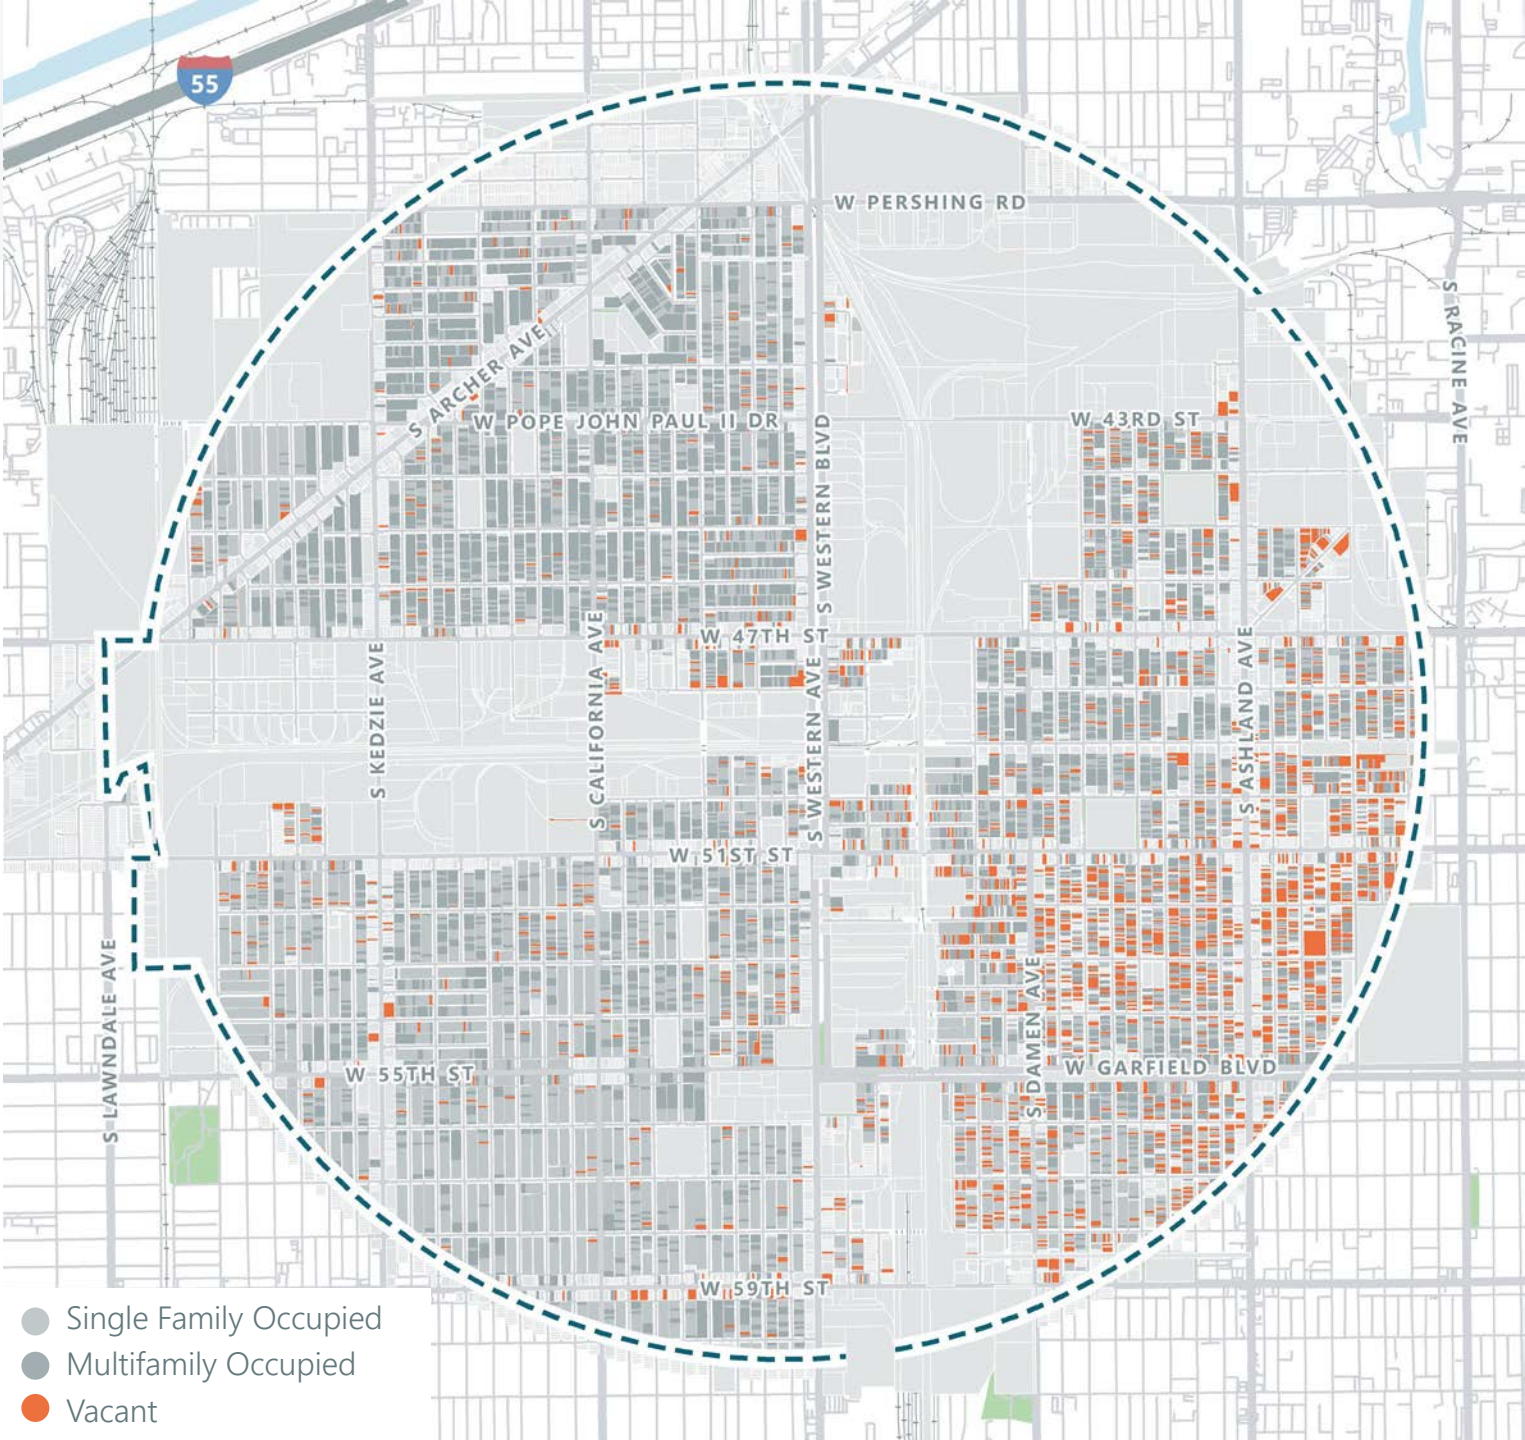 55
W PERSHING RD
S RACINE AVE
S ARCHER AVE
W POPE JOHN PAUL II DR
W 43RD ST
S WESTERN BLVD
W 47TH ST
S KEDZIE AVE
S CALIFORNIA AVE
S WESTERN AVE
S ASHLAND AVE
W 51ST ST
S LAWNDALE AVE
S DAMEN AVE
W 55TH ST
W GARFIELD BLVD
W 59TH ST
Single Family Occupied
Multifamily Occupied
Vacant